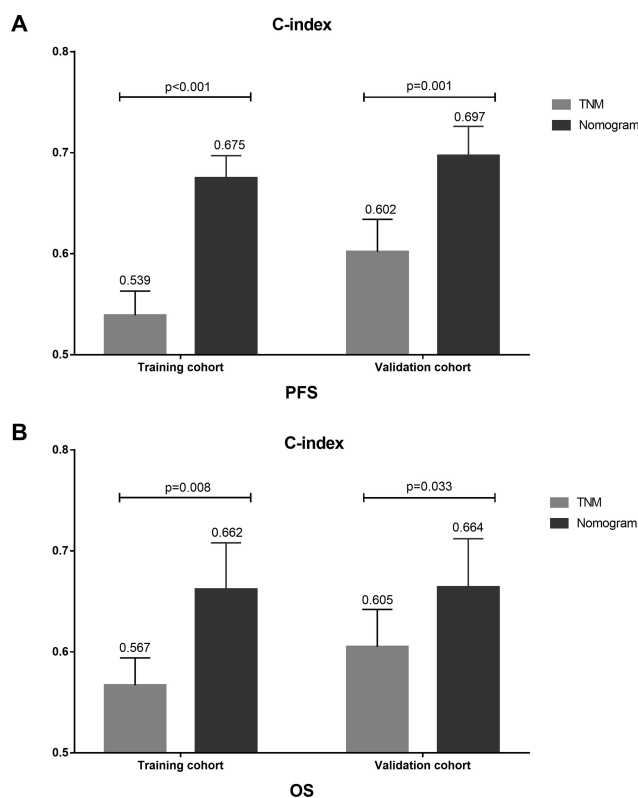 A
C-index
0.8
p<0.001
p=0.001
TNM
Nomogram
0.7
0.697
0.675
0.602
0.6
0.539
0.5
Training cohort
Validation cohort
PFS
B
C-index
0.8
p=0.008
p=0.033
TNM
Nomogram
0.7
0.662
0.664
0.605
0.6
0.567
0.5
Training cohort
Validation cohort
OS